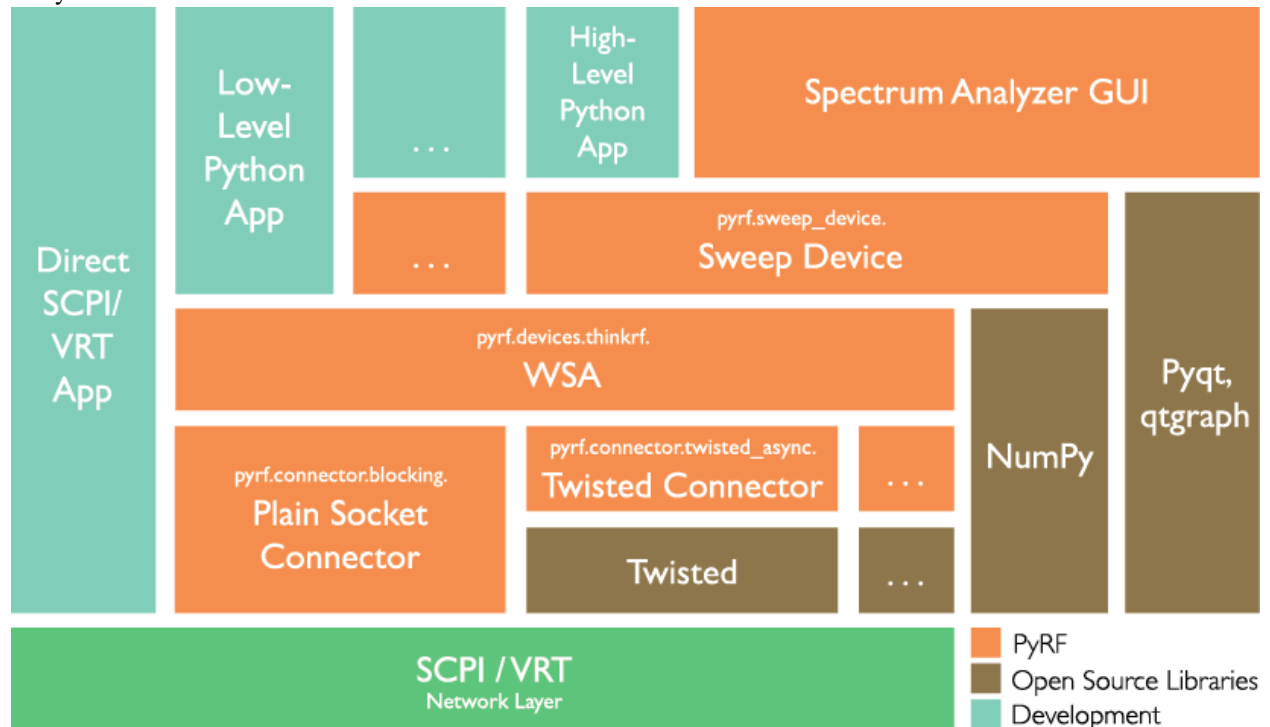 Low-
Level
Python
App
. . .
High-
Level
Python
App
Spectrum Analyzer GUI
Direct
SCPI/
VRT
App
. . .
pyrf.sweep_device.
Sweep Device
pyrf.devices.thinkrf.
WSA
Pyqt,
qtgraph
pyrf.connector.blocking.
Plain Socket
Connector
pyrf.connector.twisted_async.
Twisted Connector
. . .
NumPy
Twisted
. . .
SCPI / VRT
Network Layer
PyRF
Open Source Libraries
Development